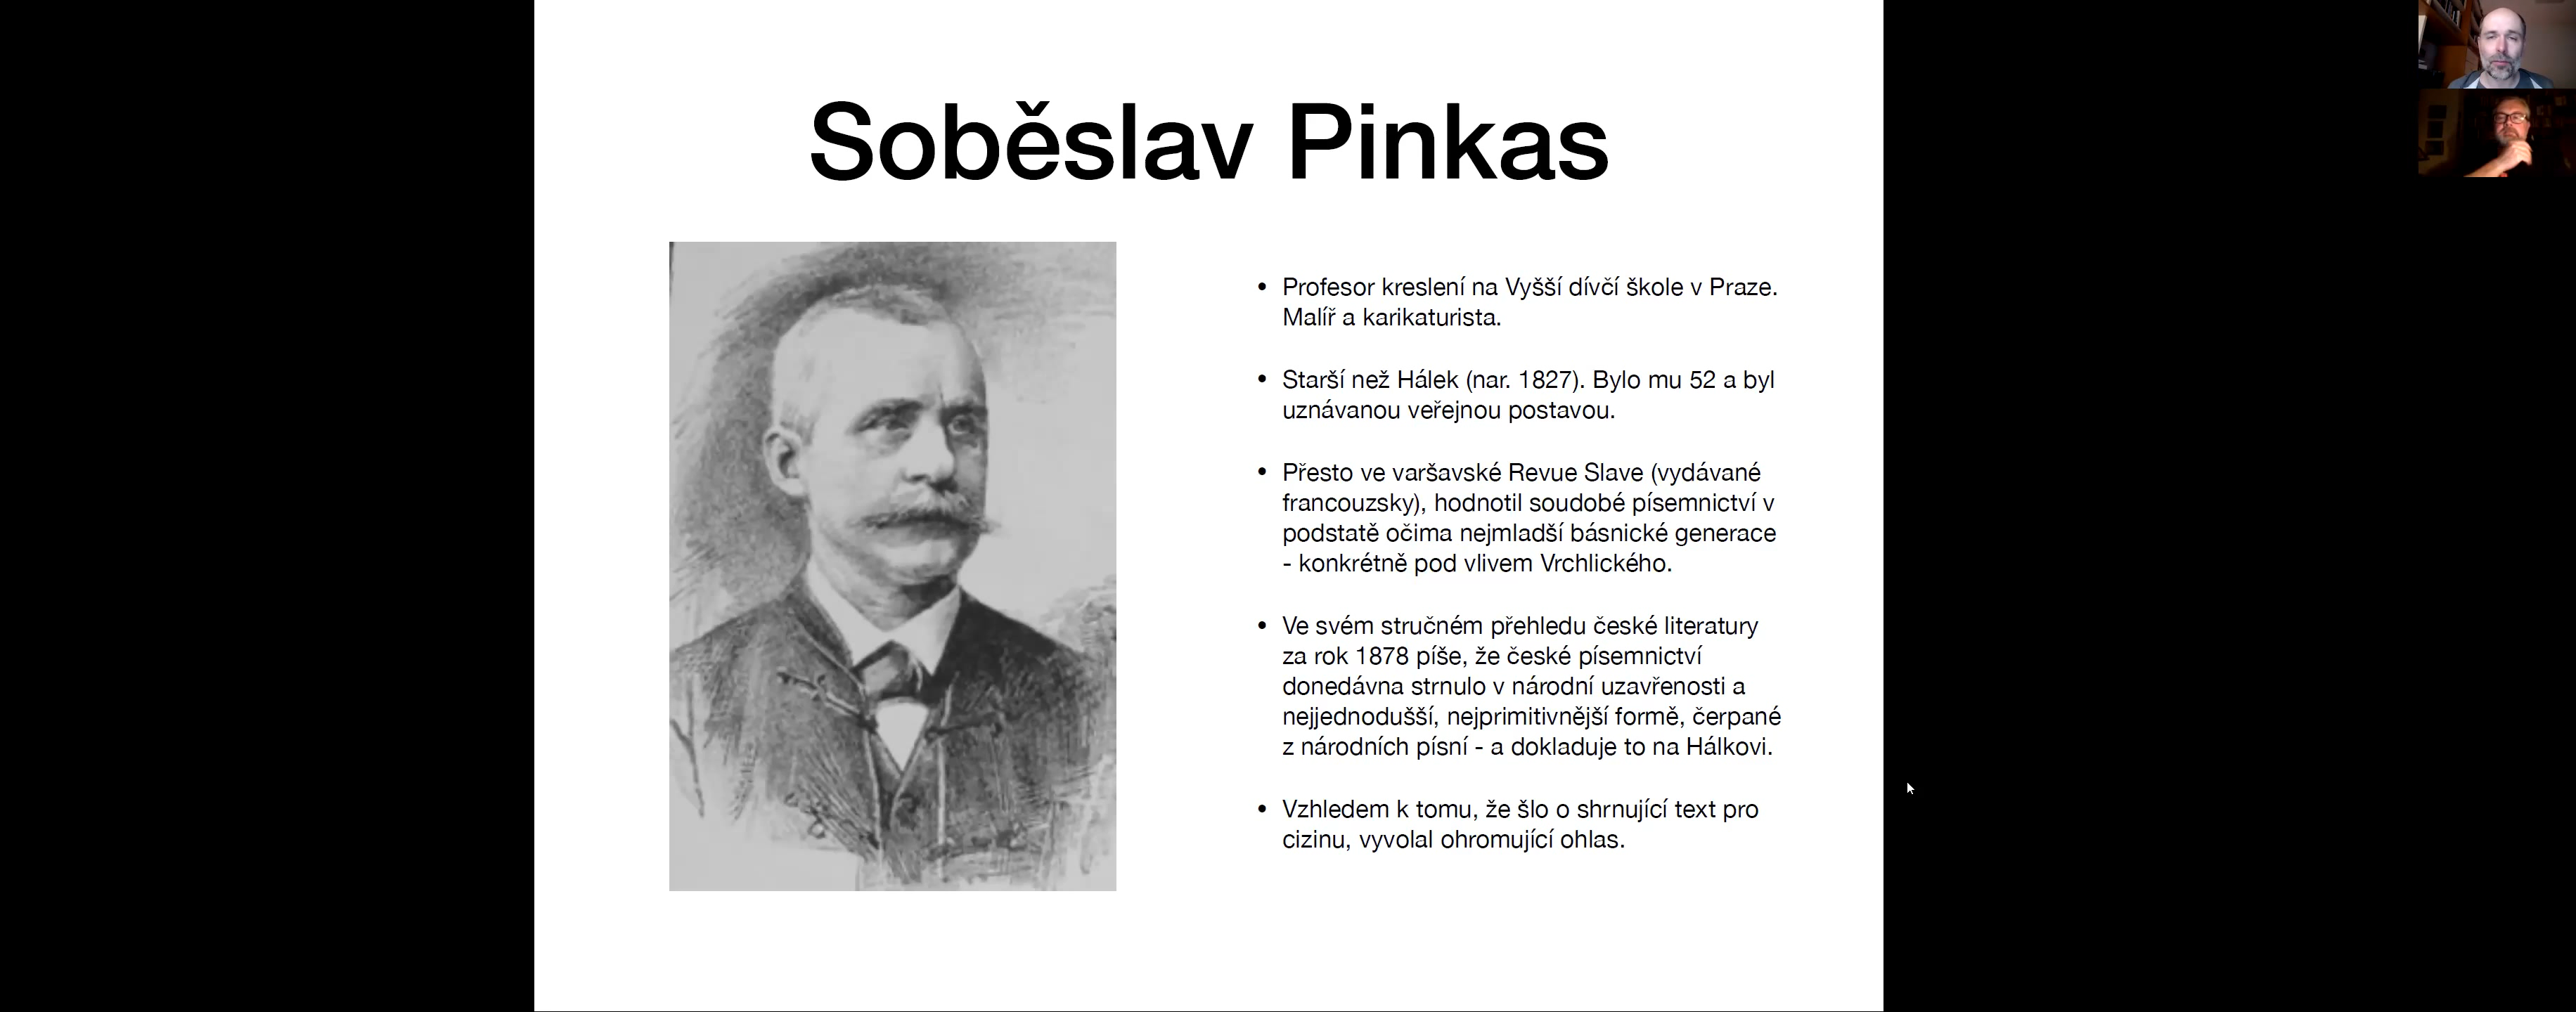 Soběslav Pinkas
• Profesor kreslení na Vyšší dívčí škole v Praze.
Malíř a karikaturista.
• Starší než Hálek (nar. 1827). Bylo mu 52 a byl
uznávanou veřejnou postavou.
• Přesto ve varšavské Revue Slave (vydávané
francouzsky), hodnotil soudobé písemnictví v
podstatě očima nejmladší básnické generace
- konkrétně pod vlivem Vrchlického.
• Ve svém stručném přehledu české literatury
za rok 1878 píše, že české písemnictví
donedávna strnulo v národní uzavřenosti a
nejjednodušší, nejprimitivnější formě, čerpané
z národních písní - a dokladuje to na Hálkovi.
• Vzhledem k tomu, že šlo o shrnující text pro
cizinu, vyvolal ohromující ohlas.